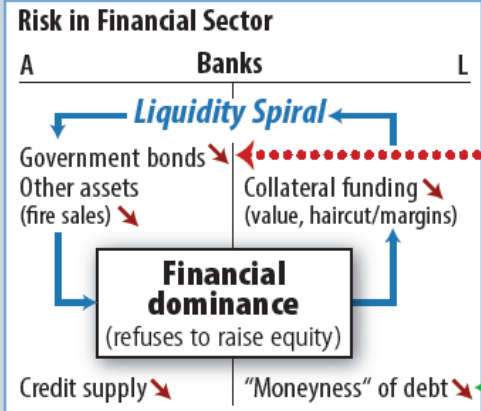 Risk in Financial Sector
A Banks L
Liquidity Spiral
Government bonds
Other assets
(fire sales)
Collateral funding
(value, haircut/margins)
Financial
dominance
(refuses to raise equity)
Credit supply
"Moneyness“ of debt